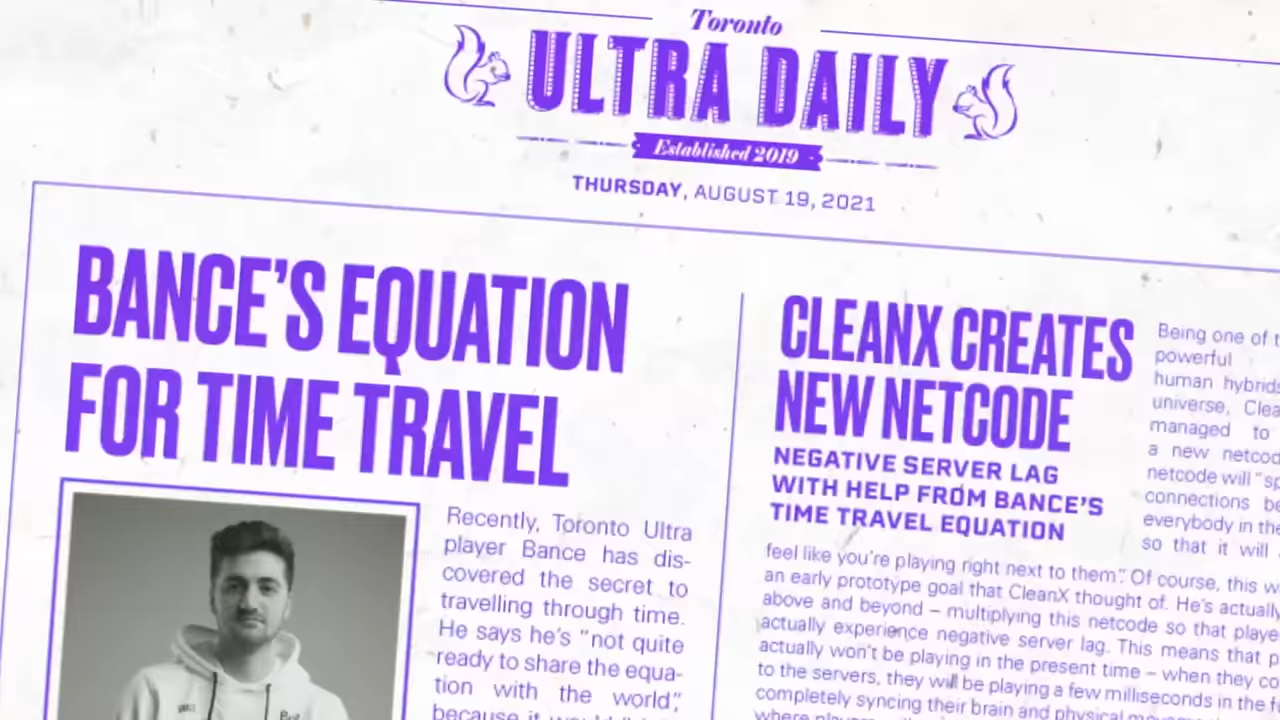 Toronto
ULTRA DAILY
Established 2019
THURSDAY, AUGUST 19, 2021
BANCE'S EQUATION
FOR TIME TRAVEL
Recently, Toronto Ultra
player Bance has dis-
covered the secret to
travelling through time.
He says he's "not quite
ready to share the equa-
tion with the world",
because it
CLEANX CREATES
NEW NETCODE
NEGATIVE SERVER LAG
WITH HELP FROM BANCE'S
TIME TRAVEL EQUATION
Being one of
powerful
human hybrids
universe,
managed to
a new
netcode will
connections
everybody in the
so that it will
feel like you're playing right next to them". Of course, this
an early prototype goal that CleanX thought of. He's actually
above and beyond – multiplying this netcode so that
actually experience negative server lag. This means that
actually won't be playing in the present time – when they
to the servers, they will be playing a few milliseconds in the
completely syncing their brain and physical
where